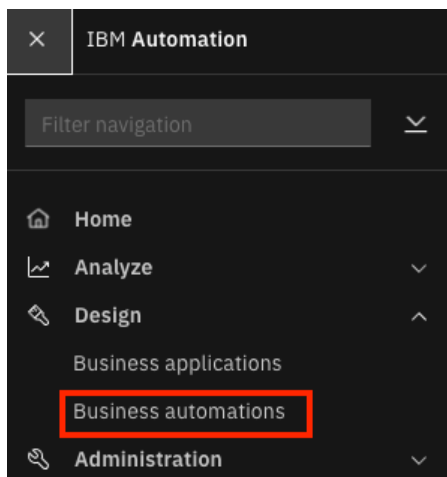 IBM Automation
Filter navigation
Home
Analyze
Design
Business applications
Business automations
Administration